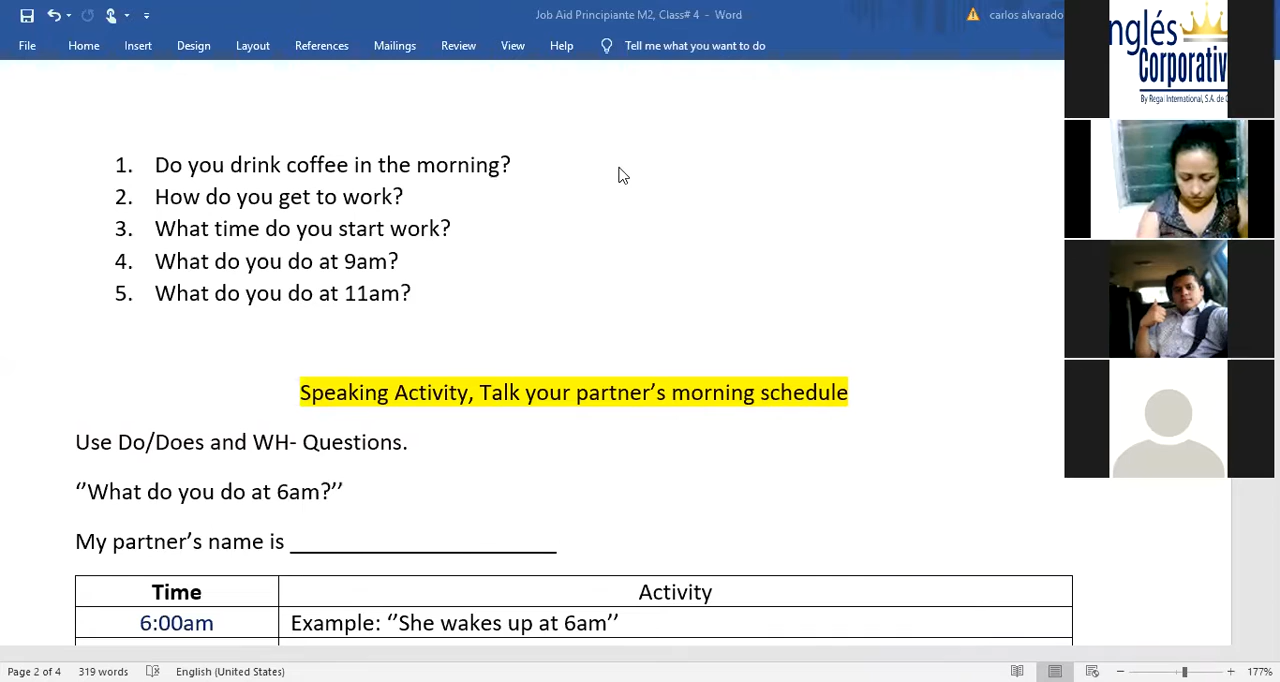 Job Aid Principiante M2, Class# 4 - Word
carlos alvarado
File Home Insert Design Layout References Mailings Review View Help Tell me what you want to do
nglés
Corporativ
By Regal International, S.A. de C
1. Do you drink coffee in the morning?
2. How do you get to work?
3. What time do you start work?
4. What do you do at 9am?
5. What do you do at 11am?
Speaking Activity, Talk your partner's morning schedule
Use Do/Does and WH- Questions.
‘’What do you do at 6am?’’
My partner's name is ______________________
Time Activity
6:00am Example: ‘’She wakes up at 6am’’
Page 2 of 4 319 words English (United States) 177%